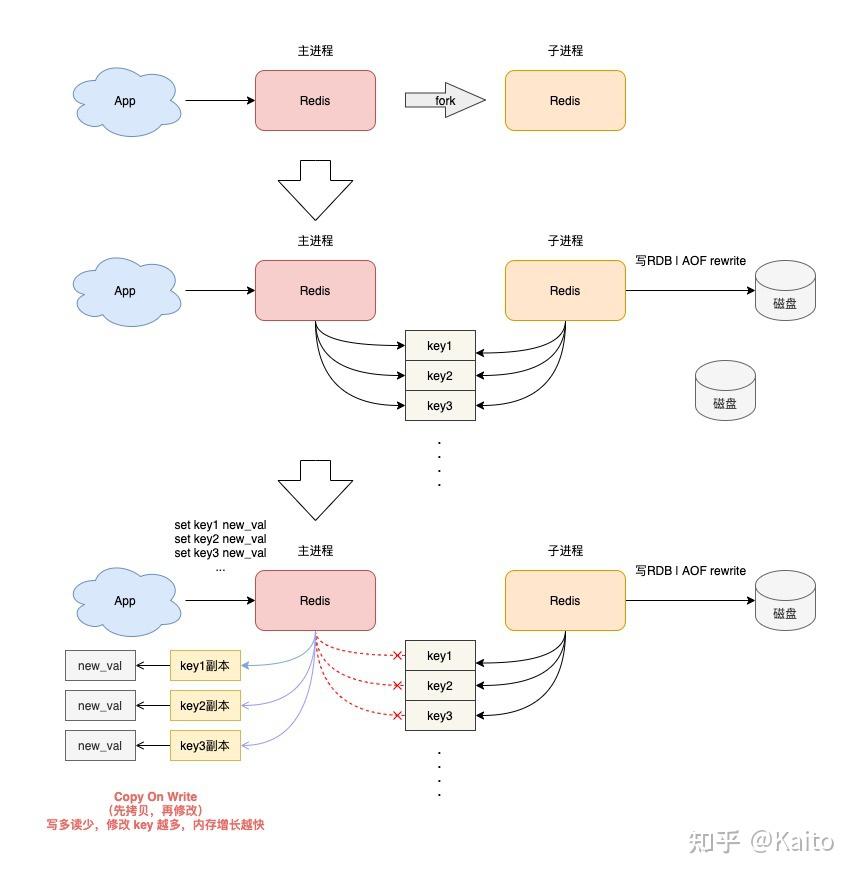 主进程
子进程
App
Redis
fork
Redis
主进程
子进程
写RDB | AOF rewrite
App
Redis
Redis
磁盘
key1
key2
key3
磁盘
.
.
.
.
set key1 new_val
set key2 new_val
set key3 new_val
...
主进程
子进程
写RDB | AOF rewrite
App
Redis
Redis
磁盘
new_val
key1副本
key1
new_val
key2副本
key2
new_val
key3副本
key3
.
.
.
.
Copy On Write
（先拷贝，再修改）
写多读少，修改 key 越多，内存增长越快
知乎 @Kaito